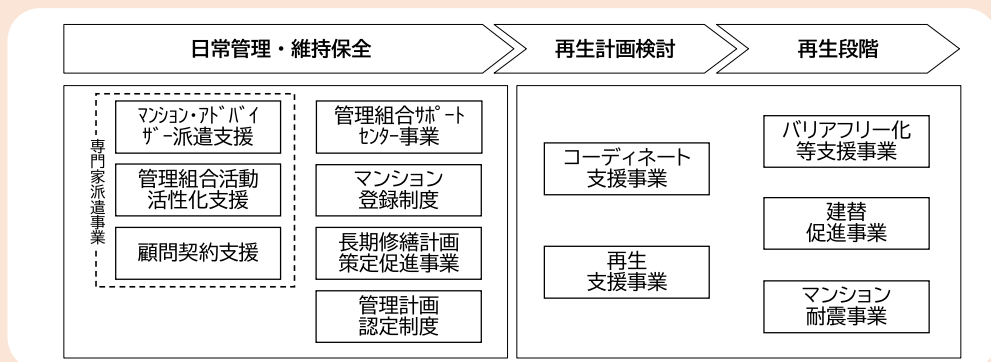 日常管理・維持保全
再生計画検討
再生段階
専門家派遣事業
ﾏﾝｼｮﾝ・ｱﾄﾞﾊﾞｲ
ｻﾞｰ派遣支援
管理組合活動
活性化支援
顧問契約支援
管理組合ｻﾎﾟｰﾄ
ｾﾝﾀｰ事業
マンション
登録制度
長期修繕計画
策定促進事業
管理計画
認定制度
コーディネート
支援事業
再生
支援事業
バリアフリー化
等支援事業
建替
促進事業
マンション
耐震事業